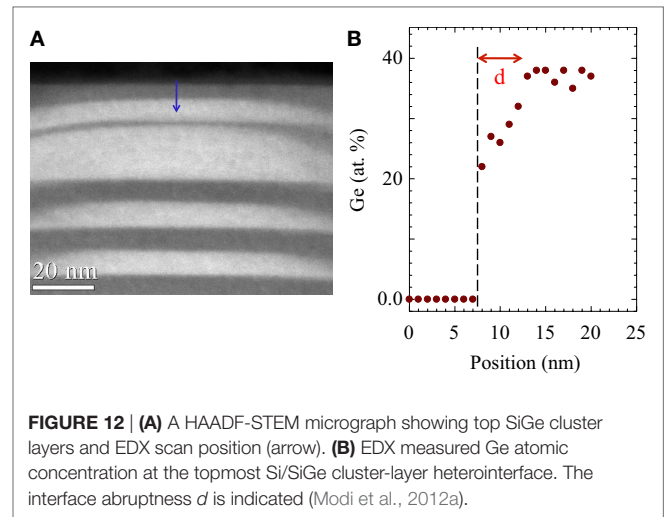 A
B
20 nm
Ge (at. %)
40
20
0.0
d
0 5 10 15 20 25
Position (nm)
FIGURE 12 | (A) A HAADF-STEM micrograph showing top SiGe cluster
layers and EDX scan position (arrow). (B) EDX measured Ge atomic
concentration at the topmost Si/SiGe cluster-layer heterointerface. The
interface abruptness d is indicated (Modi et al., 2012a).